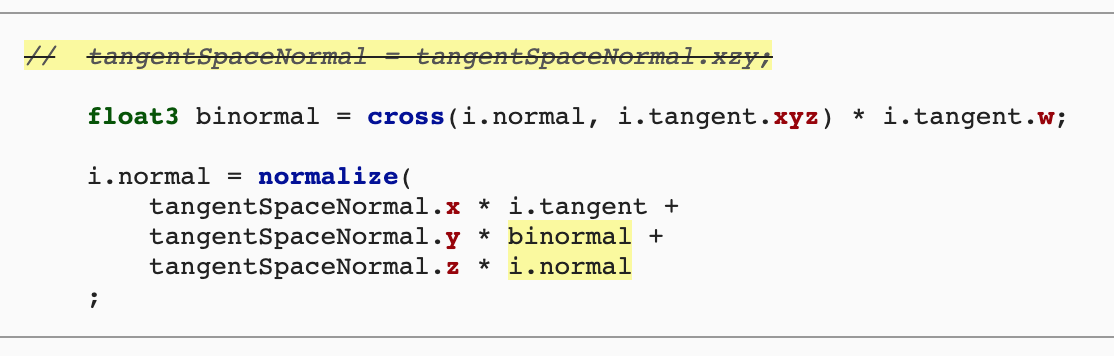 //  tangentSpaceNormal = tangentSpaceNormal.xzy;
    float3 binormal = cross(i.normal, i.tangent.xyz) * i.tangent.w;
    i.normal = normalize(
        tangentSpaceNormal.x * i.tangent +
        tangentSpaceNormal.y * binormal +
        tangentSpaceNormal.z * i.normal
    ;